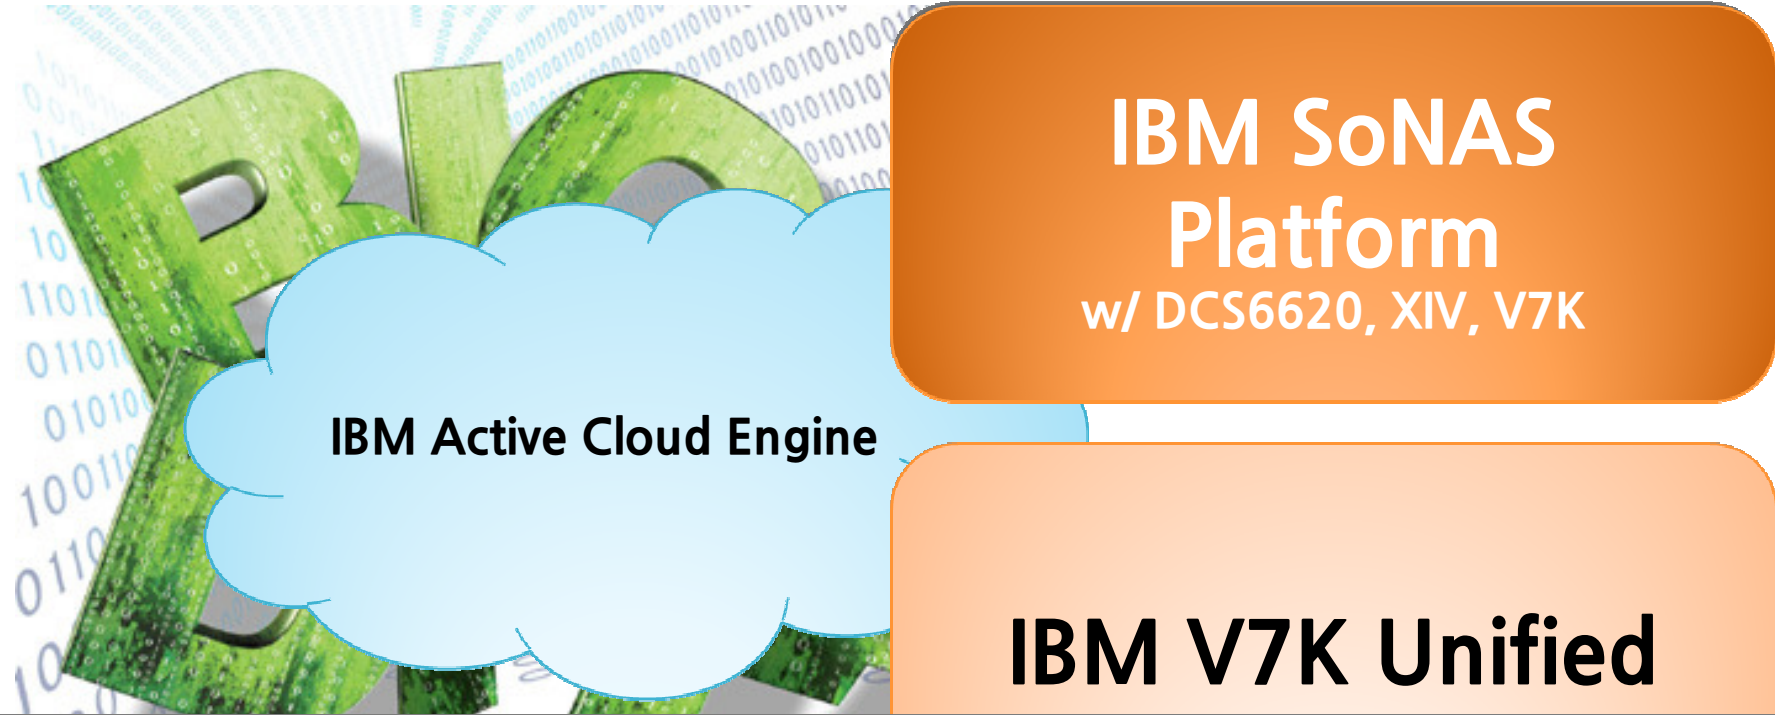 IBM SoNAS
Platform
w/ DCS6620, XIV, V7K
IBM Active Cloud Engine
IBM V7K Unified